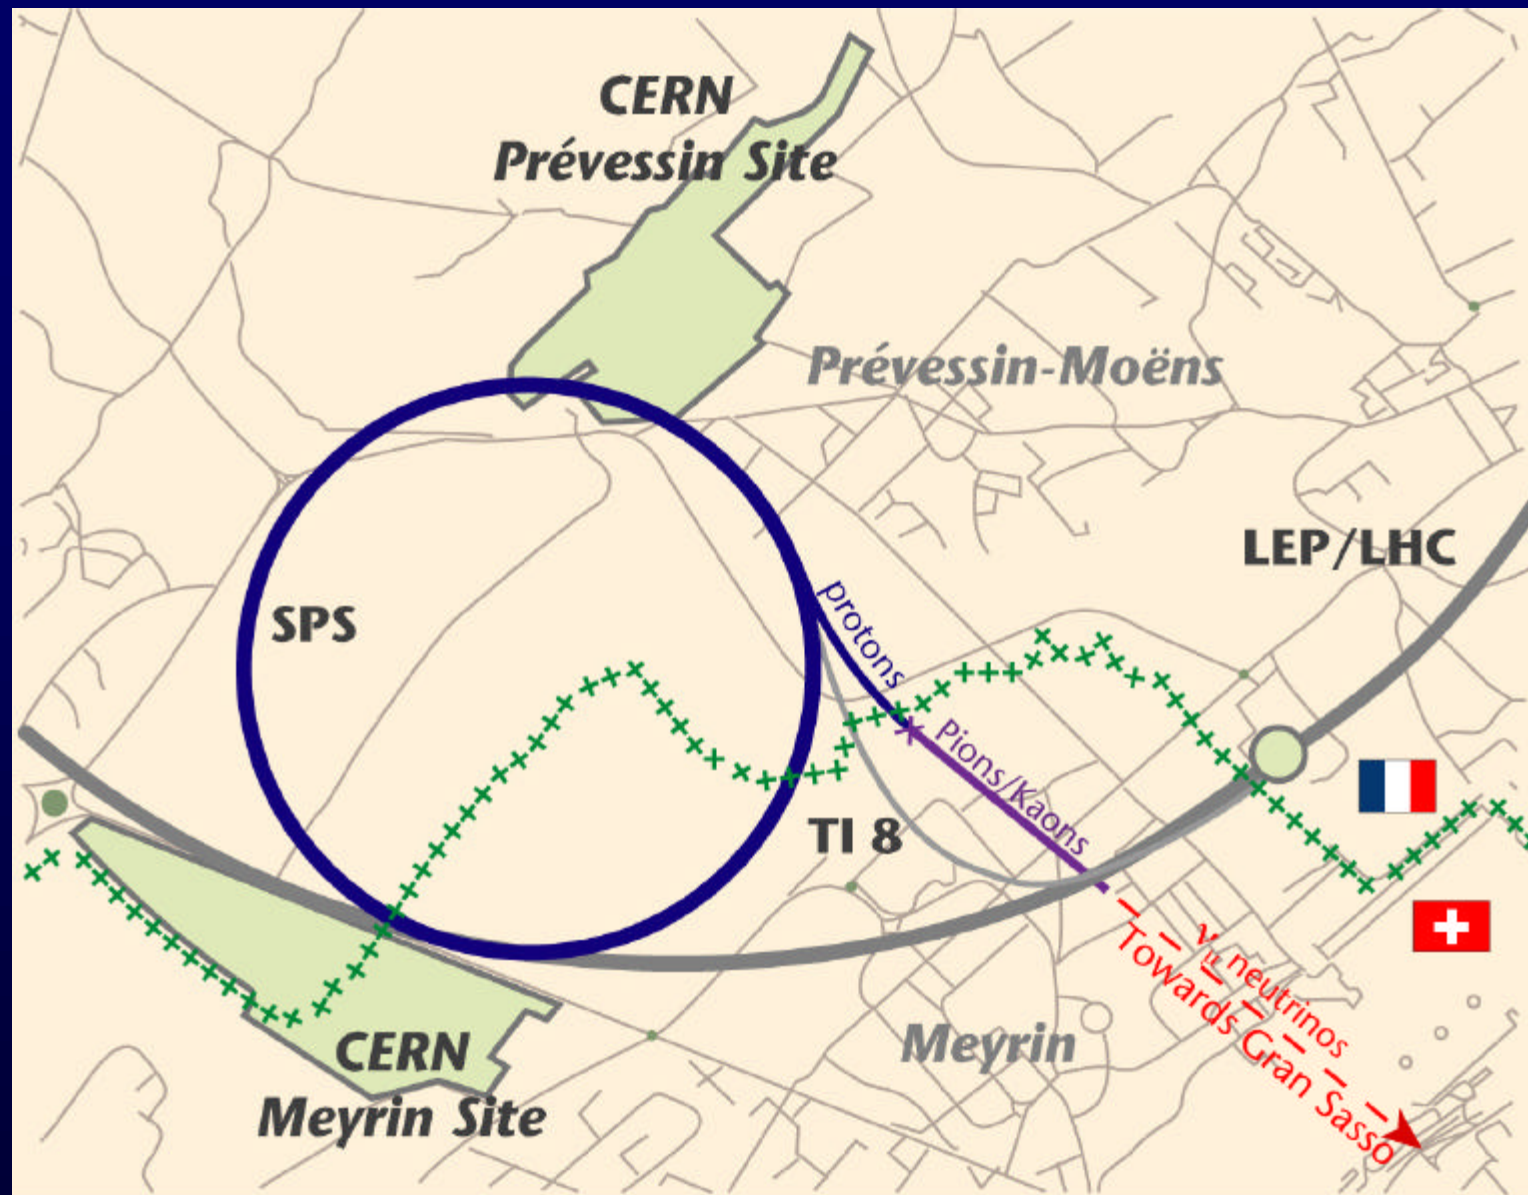 CERN
Prévessin Site
Prévessin-Moëns
LEP/LHC
SPS
protons
Pions/Kaons
TI 8
νμ neutrinos
Towards Gran Sasso
Meyrin
CERN
Meyrin Site